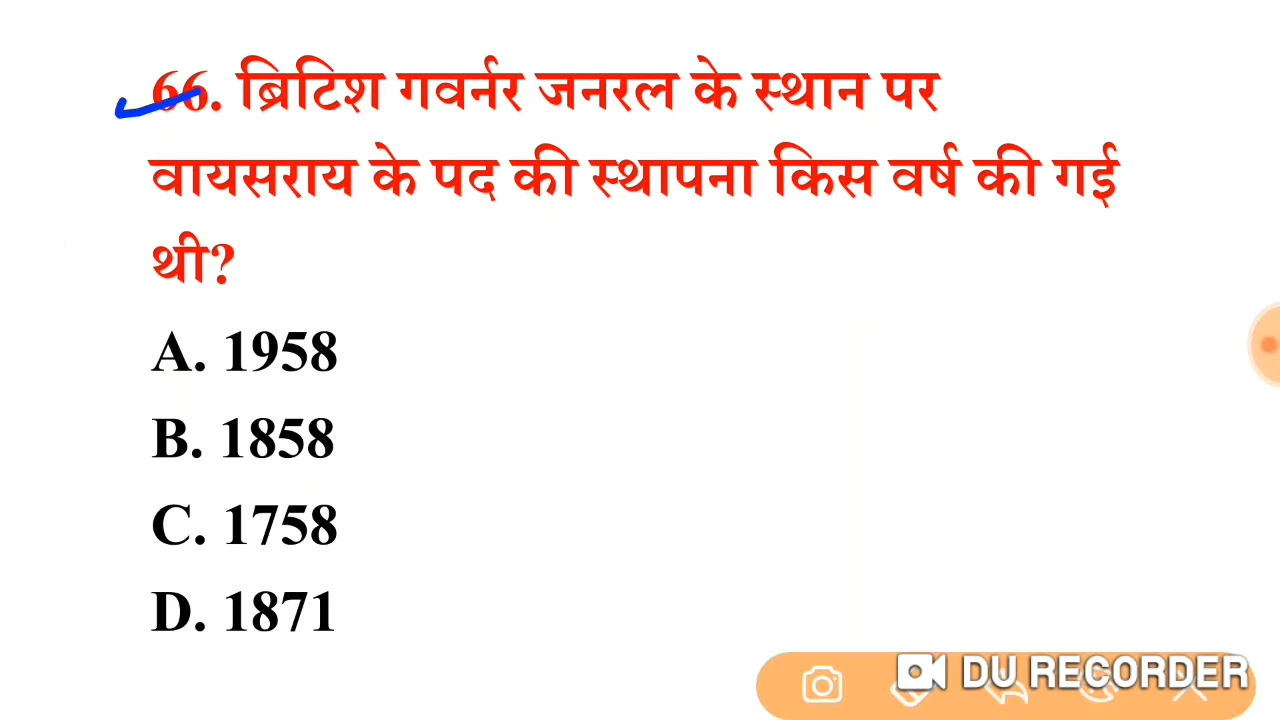 66. ब्रिटिश गवर्नर जनरल के स्थान पर
वायसराय के पद की स्थापना किस वर्ष की गई
थी?
A. 1958
B. 1858
C. 1758
D. 1871
DU RECORDER